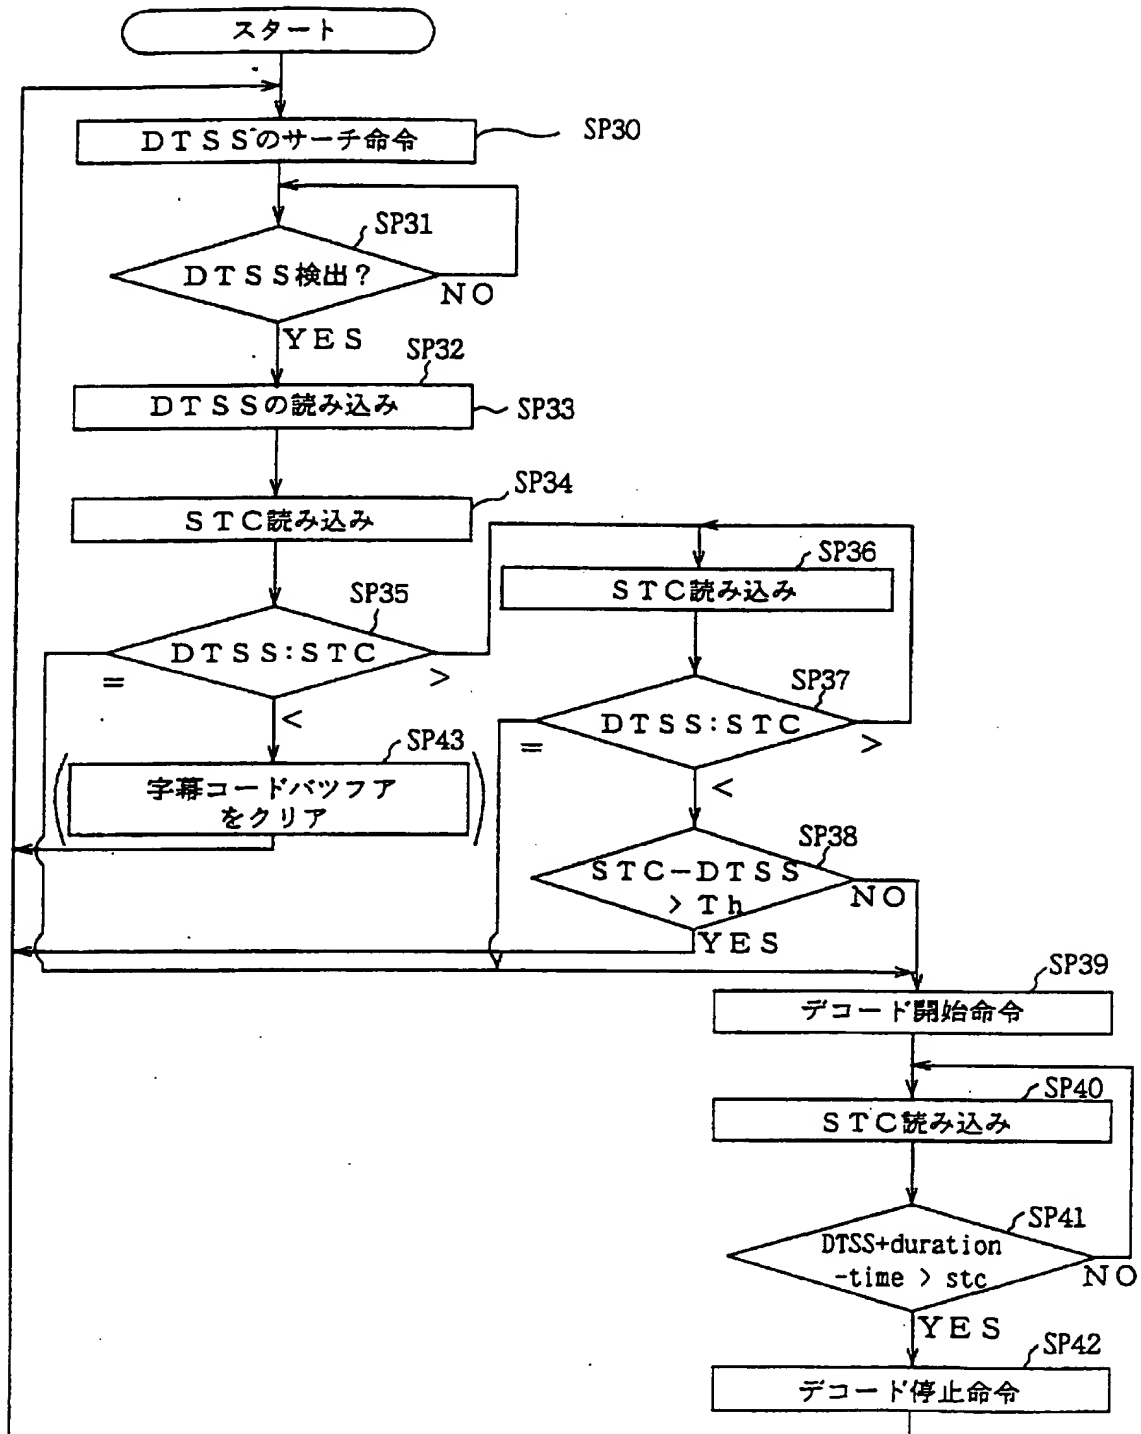 スタート
DTSSのサーチ命令
SP30
SP31
DTSS検出?
NO
YES
SP32
DTSSの読み込み
SP33
SP34
STC読み込み
SP35
DTSS:STC
=
>
<
SP36
STC読み込み
SP37
DTSS:STC
=
>
<
SP43
字幕コードバツフア
をクリア
SP38
STC-DTSS
> Th
NO
YES
SP39
デコード開始命令
SP40
STC読み込み
SP41
DTSS+duration
-time > stc
NO
YES
SP42
デコード停止命令